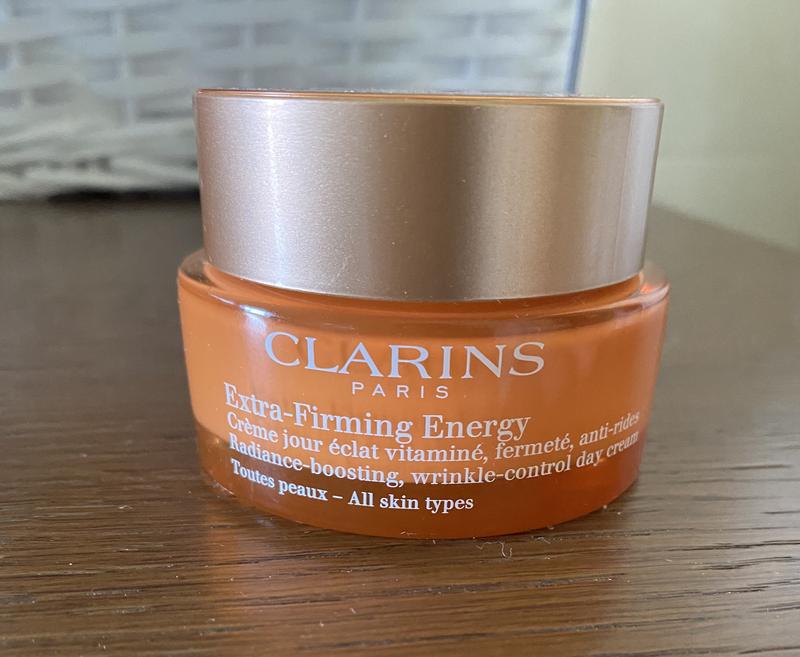 CLARINS
PARIS
Extra-Firming Energy
Crème jour éclat vitaminé, fermeté, anti-rides
Radiance-boosting, wrinkle-control day cream
Toutes peaux – All skin types